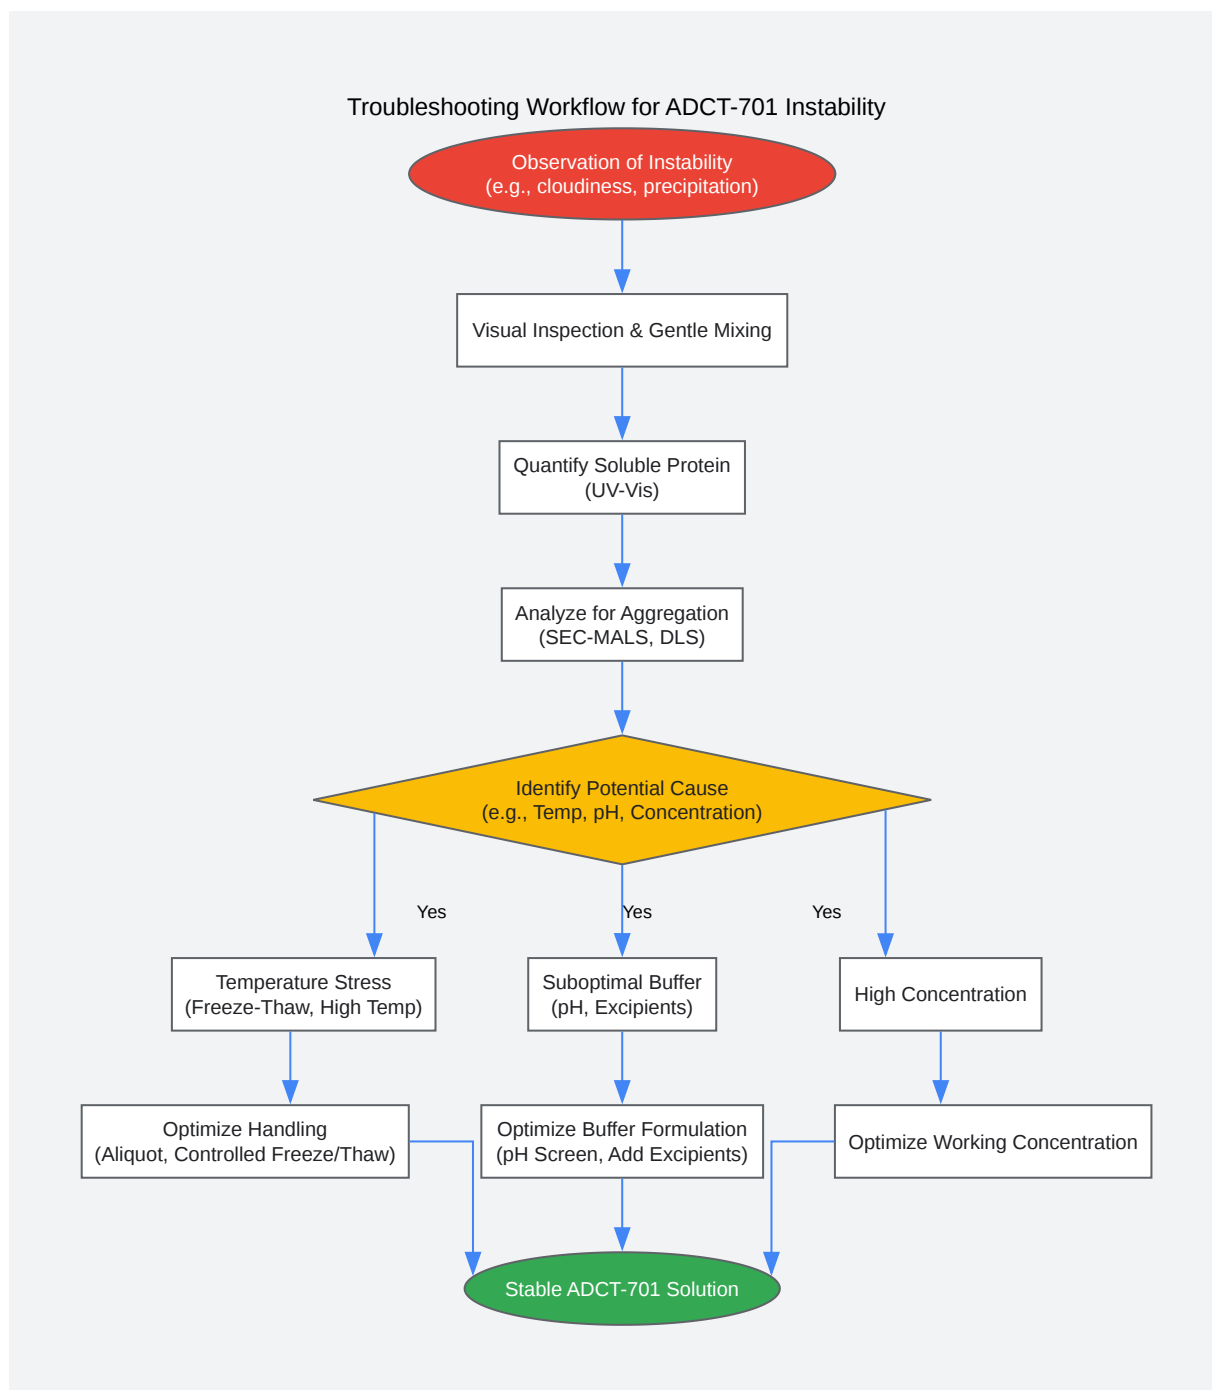 Troubleshooting Workflow for ADCT-701 Instability
Observation of Instability
(e.g., cloudiness, precipitation)
Visual Inspection & Gentle Mixing
Quantify Soluble Protein
(UV-Vis)
Analyze for Aggregation
(SEC-MALS, DLS)
Identify Potential Cause
(e.g., Temp, pH, Concentration)
Yes
Yes
Yes
Temperature Stress
(Freeze-Thaw, High Temp)
Suboptimal Buffer
(pH, Excipients)
High Concentration
Optimize Handling
(Aliquot, Controlled Freeze/Thaw)
Optimize Buffer Formulation
(pH Screen, Add Excipients)
Optimize Working Concentration
Stable ADCT-701 Solution